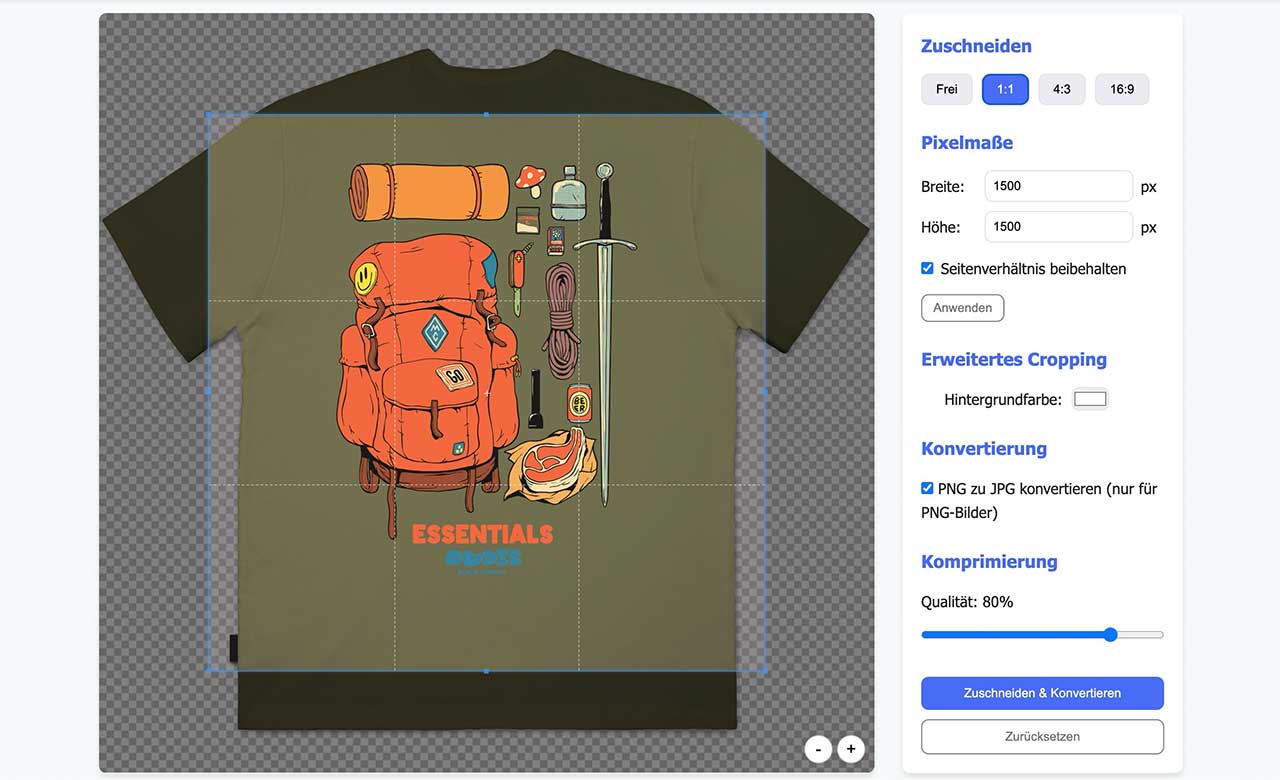 Zuschneiden
Frei
1:1
4:3
16:9
Pixelmaße
Breite: 1500 px
Höhe: 1500 px
Seitenverhältnis beibehalten
Anwenden
Erweitertes Cropping
Hintergrundfarbe:
Konvertierung
PNG zu JPG konvertieren (nur für
PNG-Bilder)
Komprimierung
Qualität: 80%
Zuschneiden & Konvertieren
Zurücksetzen
- +
MC
GO
BEER
ESSENTIALS